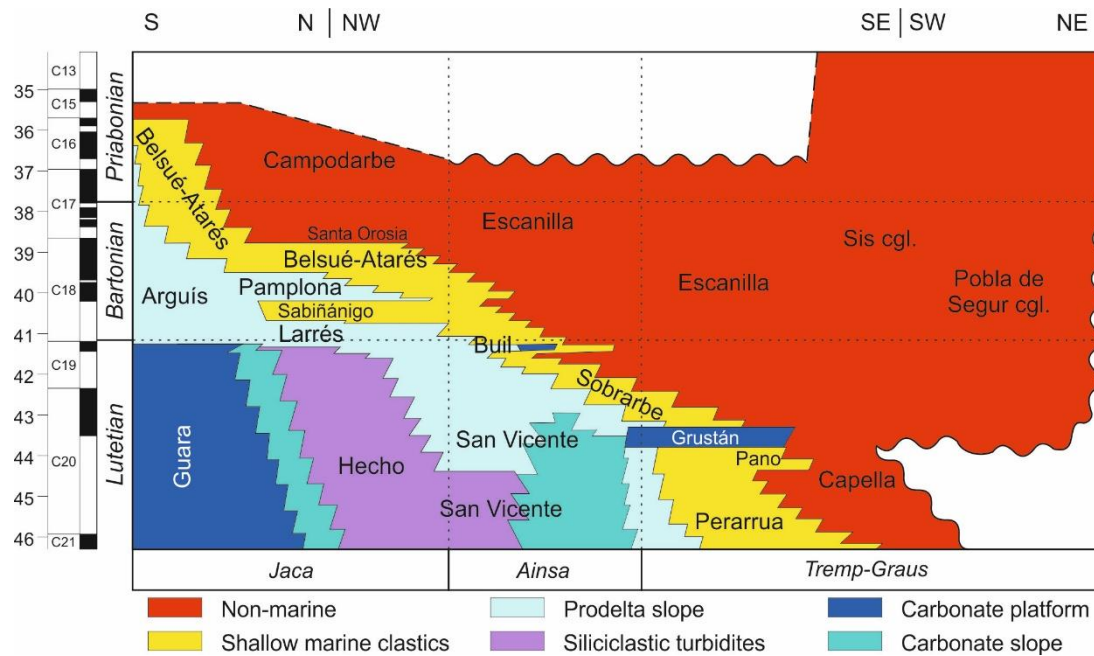 S N | NW SE | SW NE
35
36
37
38
39
40
41
42
43
44
45
46
C13
C15
C16
C17
C18
C19
C20
C21
Priabonian
Bartonian
Lutetian
Belsué-Atarés
Campodarbe
Escanilla
Santa Orosia
Sis cgl.
Belsué-Atarés
Arguís
Pamplona
Escanilla
Pobla de
Segur cgl.
Sabiñánigo
Larrés
Buil
Sobrarbe
Guara
San Vicente
Grustán
Hecho
Pano
Capella
San Vicente
Perarrua
Jaca Ainsa Tremp-Graus
Non-marine Prodelta slope Carbonate platform
Shallow marine clastics Siliciclastic turbidites Carbonate slope